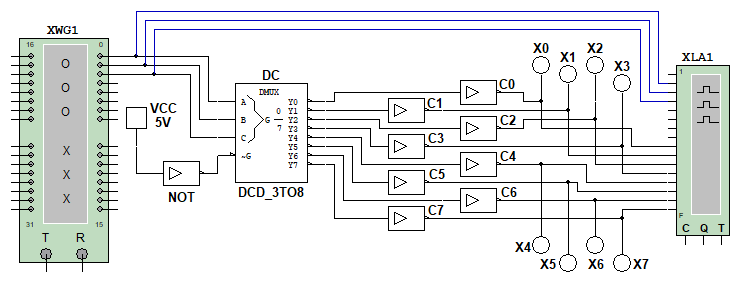 XWG1
16 0
O
O
O
X
X
X
31 15
T R
VCC
5V
NOT
DC
DMUX
A
B
C
~G
G 0
7
Y0
Y1
Y2
Y3
Y4
Y5
Y6
Y7
DCD_3TO8
C0
C1
C2
C3
C4
C5
C6
C7
X0
X1
X2
X3
X4
X5
X6
X7
XLA1
1
F
C Q T